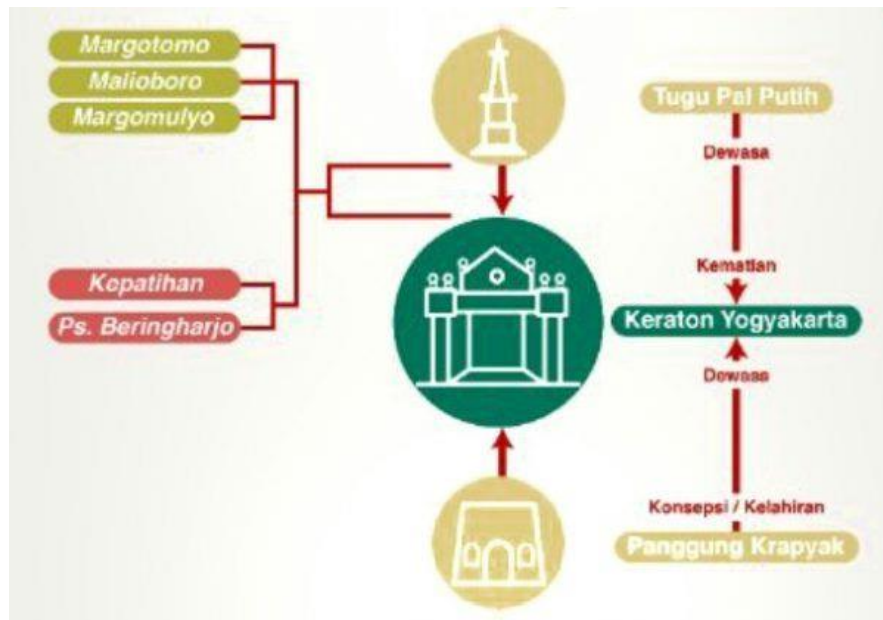 Margotomo
Malioboro
Margomulyo
Kepatihan
Ps. Beringharjo
Tugu Pal Putih
Dewasa
Kematian
Keraton Yogyakarta
Dewasa
Konsepsi / Kelahiran
Panggung Krapyak